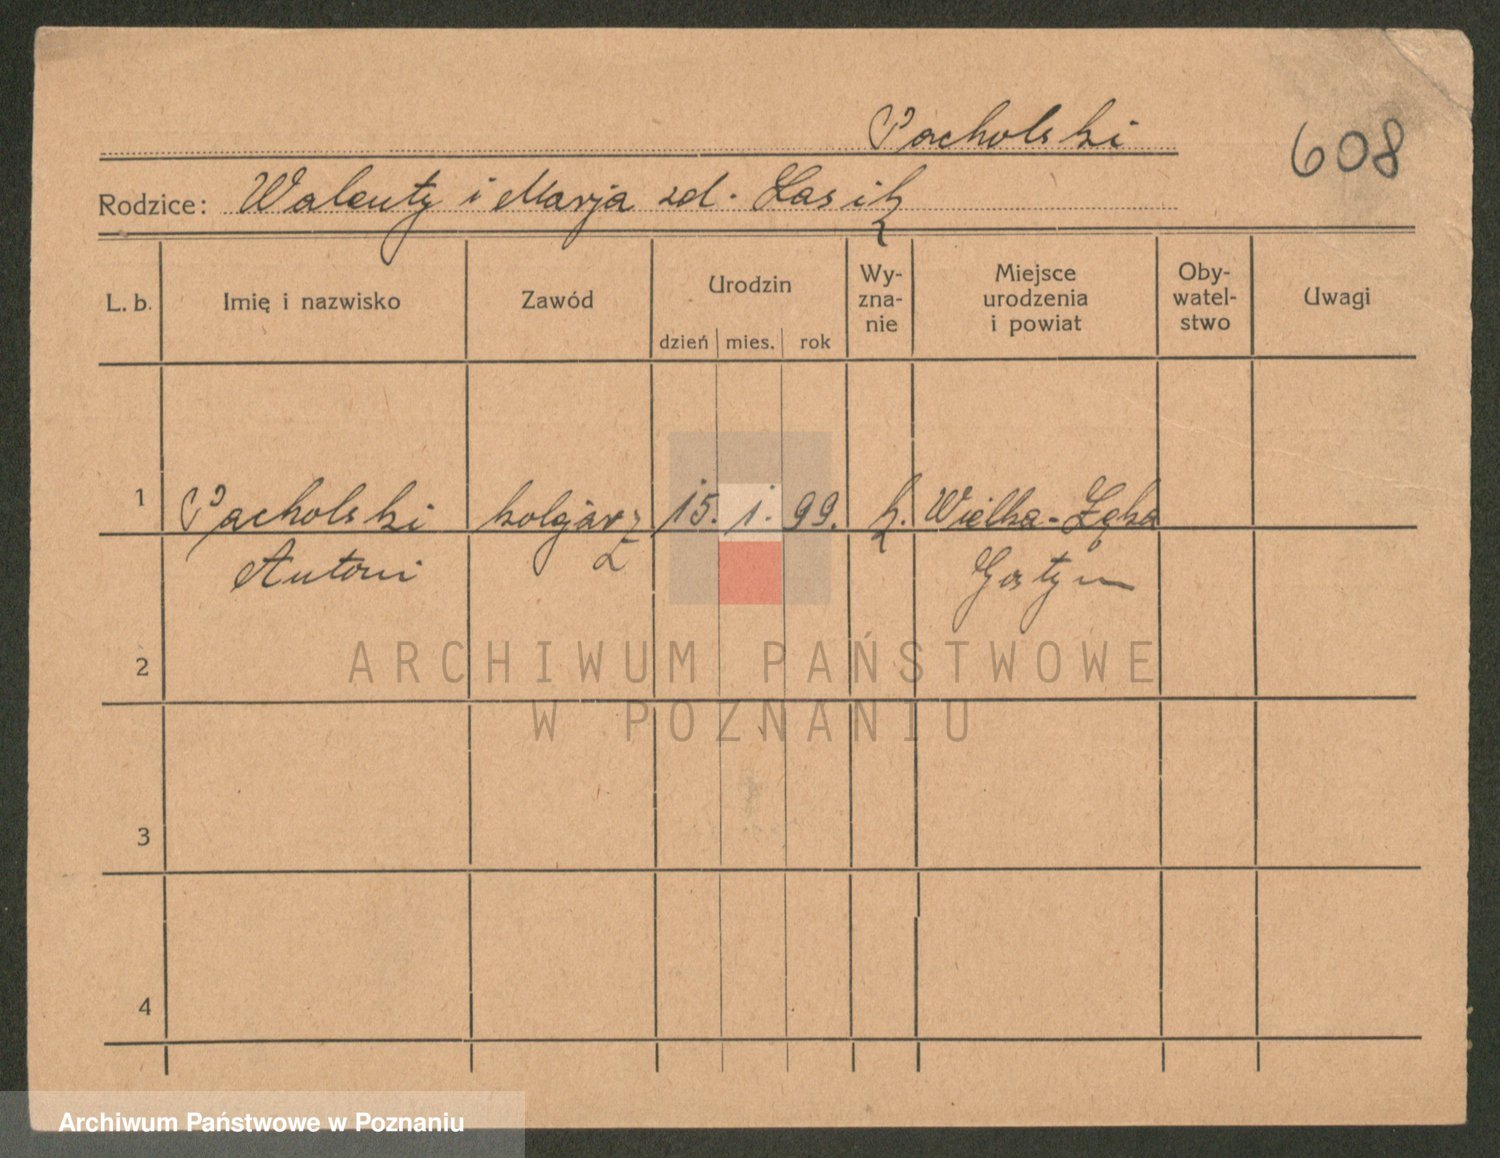 Pacholski
608
Rodzice: Walenty i Marja zd. Łasik
L. b. Imię i nazwisko Zawód Urodzin dzień mies. rok Wy-zna-nie Miejsce urodzenia i powiat Oby-watel-stwo Uwagi
1 Pacholski kolejarz 15. 1. 99. k. Wielka-Łęka
Antoni Gostyn
2
3
4
ARCHIWUM PAŃSTWOWE
W POZNANIU
Archiwum Państwowe w Poznaniu